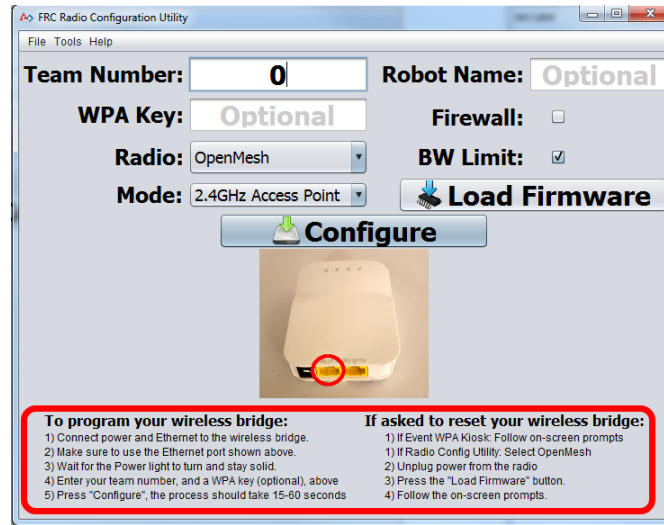 FRC Radio Configuration Utility
File Tools Help
Team Number: 0 Robot Name: Optional
WPA Key: Optional Firewall:
Radio: OpenMesh BW Limit:
Mode: 2.4GHz Access Point Load Firmware
Configure
To program your wireless bridge:
1) Connect power and Ethernet to the wireless bridge.
2) Make sure to use the Ethernet port shown above.
3) Wait for the Power light to turn and stay solid.
4) Enter your team number, and a WPA key (optional), above
5) Press "Configure", the process should take 15-60 seconds
If asked to reset your wireless bridge:
1) If Event WPA Kiosk: Follow on-screen prompts
1) If Radio Config Utility: Select OpenMesh
2) Unplug power from the radio
3) Press the "Load Firmware" button.
4) Follow the on-screen prompts.